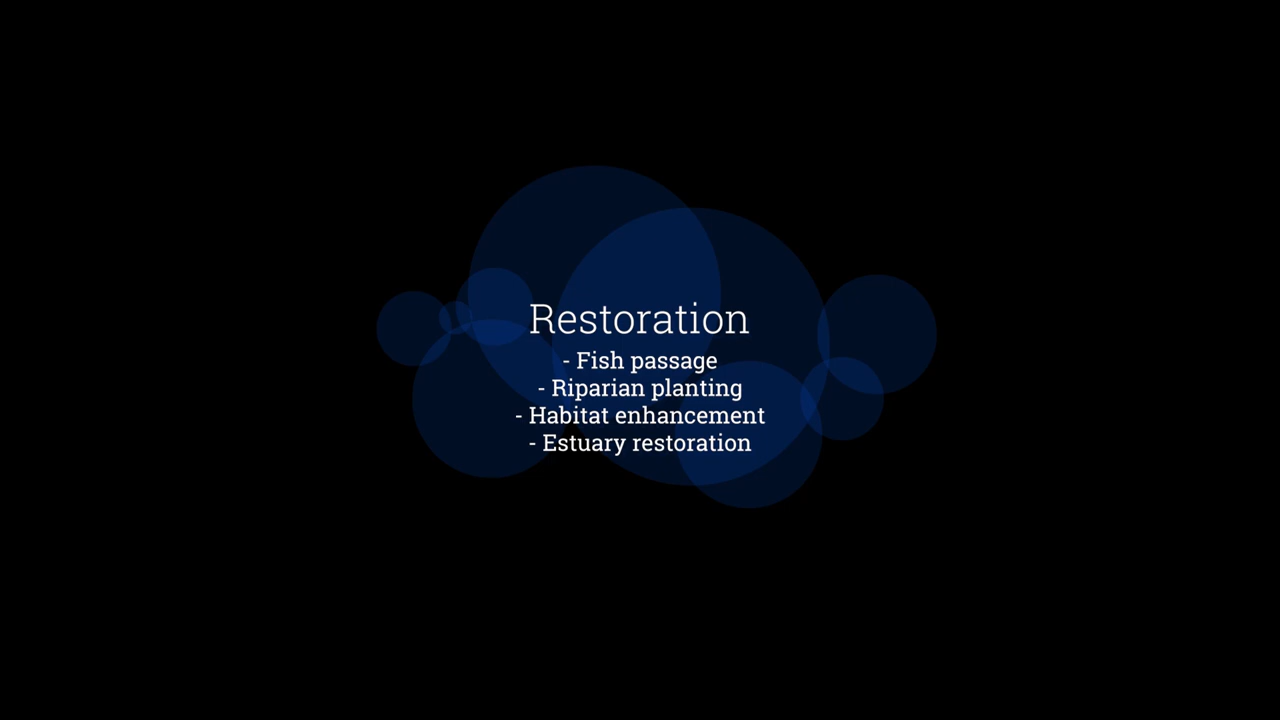 Restoration
- Fish passage
- Riparian planting
- Habitat enhancement
- Estuary restoration